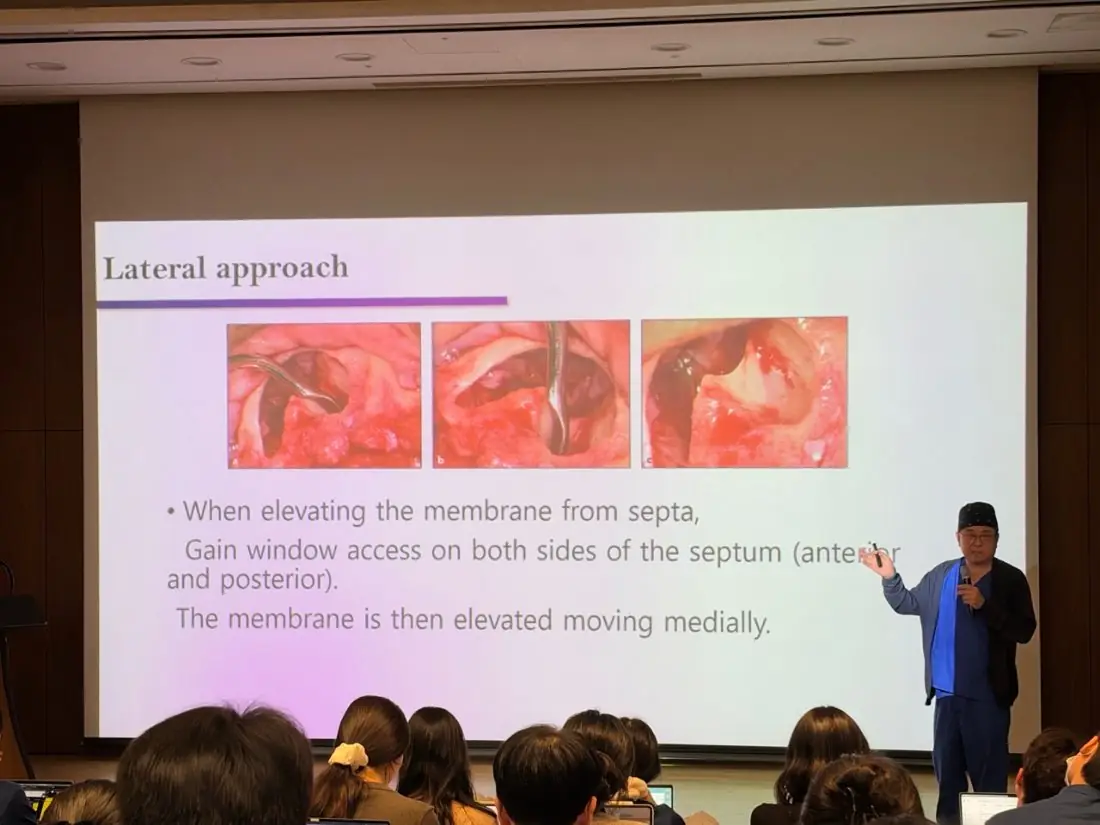 Lateral approach
a
b
c
• When elevating the membrane from septa,
Gain window access on both sides of the septum (anterior
and posterior).
The membrane is then elevated moving medially.